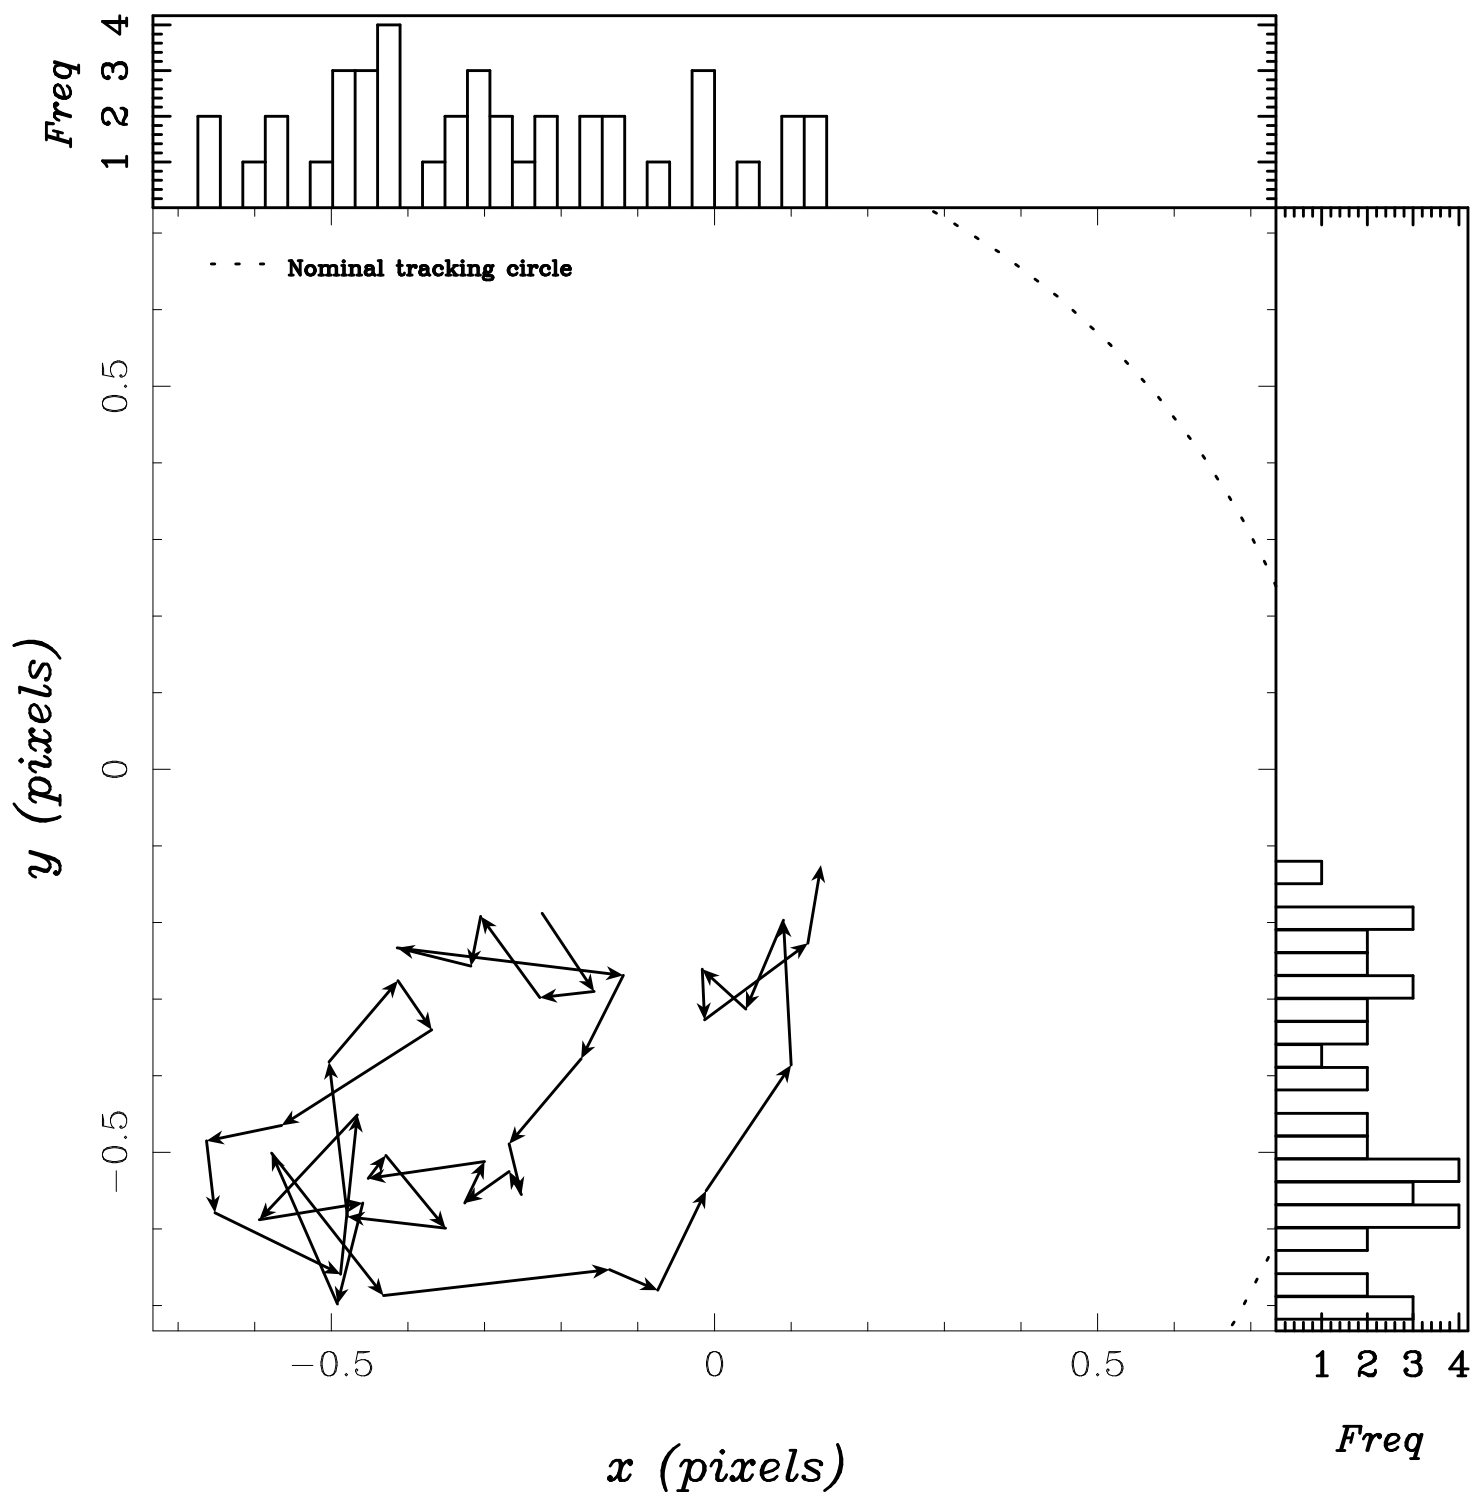 Freq
1 2 3 4
Nominal tracking circle
y (pixels)
0.5
0
−0.5
−0.5 0 0.5
x (pixels)
1 2 3 4
Freq